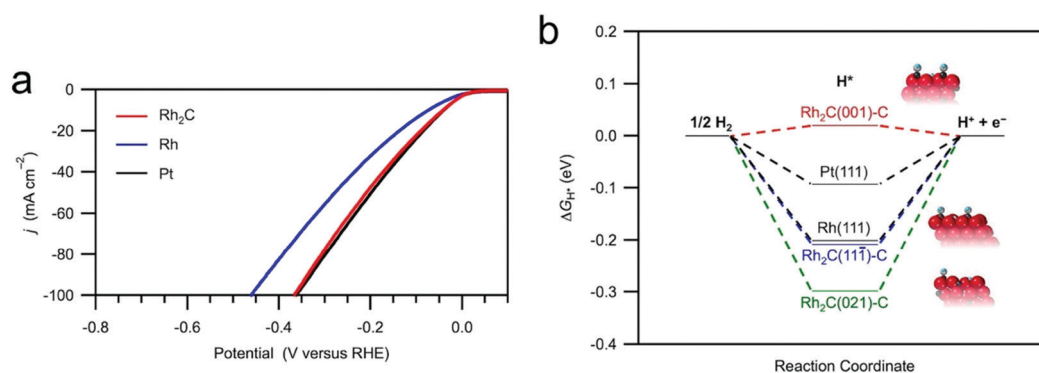 a
0
-20
-40
-60
-80
-100
j (mA cm⁻²)
Rh₂C
Rh
Pt
-0.8
-0.6
-0.4
-0.2
0.0
Potential (V versus RHE)
b
0.2
0.1
0.0
-0.1
-0.2
-0.3
-0.4
ΔG_H* (eV)
H*
1/2 H₂
Rh₂C(001)-C
H⁺ + e⁻
Pt(111)
Rh(111)
Rh₂C(111̄)-C
Rh₂C(021)-C
Reaction Coordinate